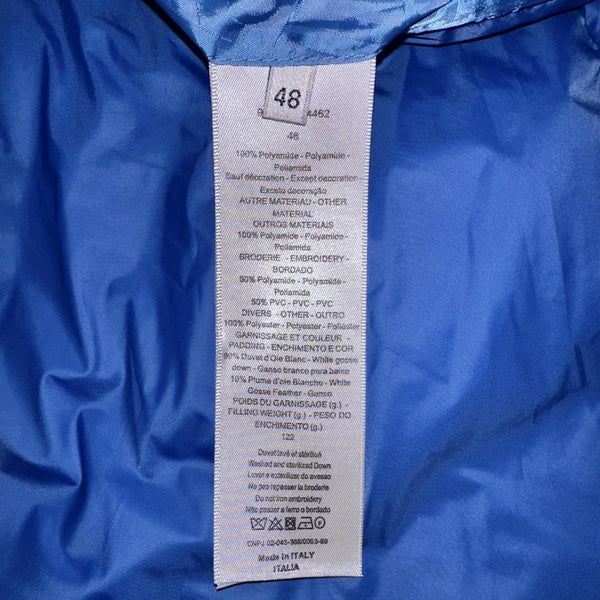 48
4462
48
100% Polyamide - Polyamide -
Poliamida
Sauf décoration - Except decoration
Exceto decoração
AUTRE MATERIAU - OTHER
MATERIAL
OUTROS MATERIAIS
100% Polyamide - Polyamide -
Poliamida
BRODERIE - EMBROIDERY -
BORDADO
50% Polyamide - Polyamide -
Poliamida
50% PVC - PVC - PVC
DIVERS - OTHER - OUTRO
100% Polyester - Polyester - Poliéster
GARNISSAGE ET COULEUR -
PADDING - ENCHIMENTO E COR
90% Duvet d'Oie Blanc - White goose
down - Ganso branco para baixo
10% Plume d'oie Blanche - White
Gosse Feather - Ganso
POIDS DU GARNISSAGE (g.) -
FILLING WEIGHT (g.) - PESO DO
ENCHIMENTO (g.)
122
Duvet lavé et stérilisé
Washed and sterilized Down
Lavar e esterilizador do avesso
Ne pas repasser la broderie
Do not iron embroidery
Não passar a ferro o bordado
CNPJ
Made in ITALY
ITALIA